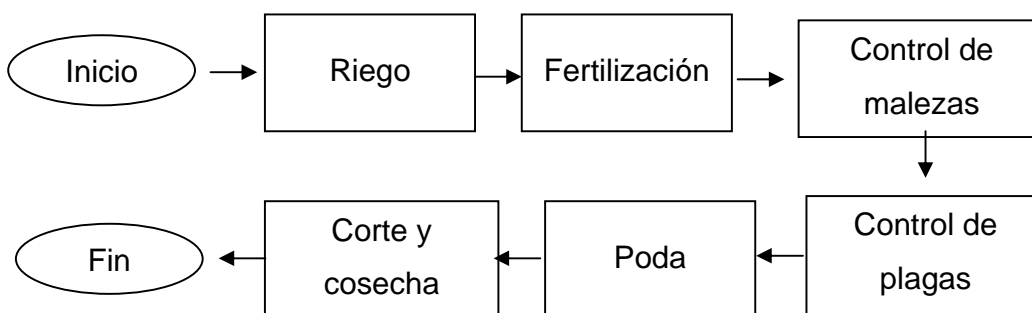 Inicio
Riego
Fertilización
Control de
malezas
Control de
plagas
Poda
Corte y
cosecha
Fin